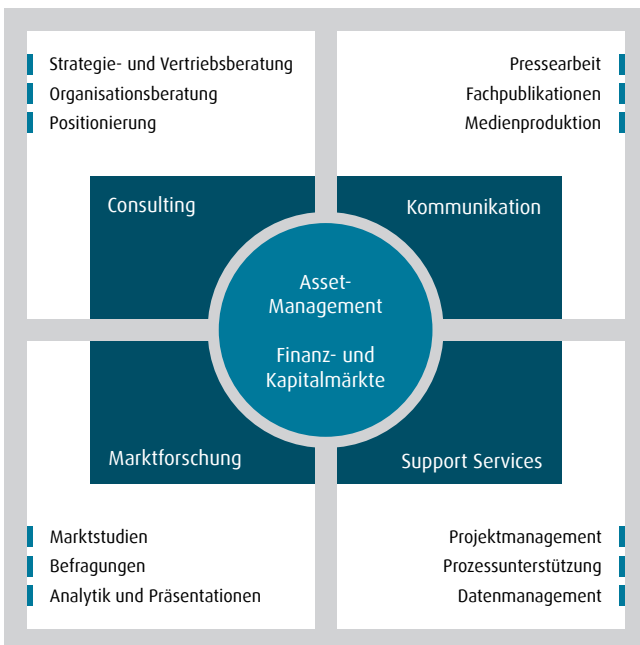 Strategie- und Vertriebsberatung
Organisationsberatung
Positionierung
Pressearbeit
Fachpublikationen
Medienproduktion
Consulting
Kommunikation
Asset-
Management
Finanz- und
Kapitalmärkte
Marktforschung
Support Services
Marktstudien
Befragungen
Analytik und Präsentationen
Projektmanagement
Prozessunterstützung
Datenmanagement